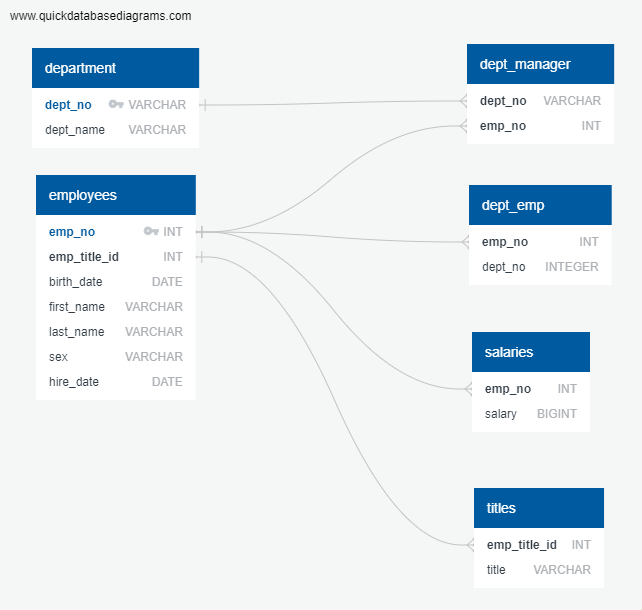 www.quickdatabasediagrams.com
department
dept_no VARCHAR
dept_name VARCHAR
employees
emp_no INT
emp_title_id INT
birth_date DATE
first_name VARCHAR
last_name VARCHAR
sex VARCHAR
hire_date DATE
dept_manager
dept_no VARCHAR
emp_no INT
dept_emp
emp_no INT
dept_no INTEGER
salaries
emp_no INT
salary BIGINT
titles
emp_title_id INT
title VARCHAR